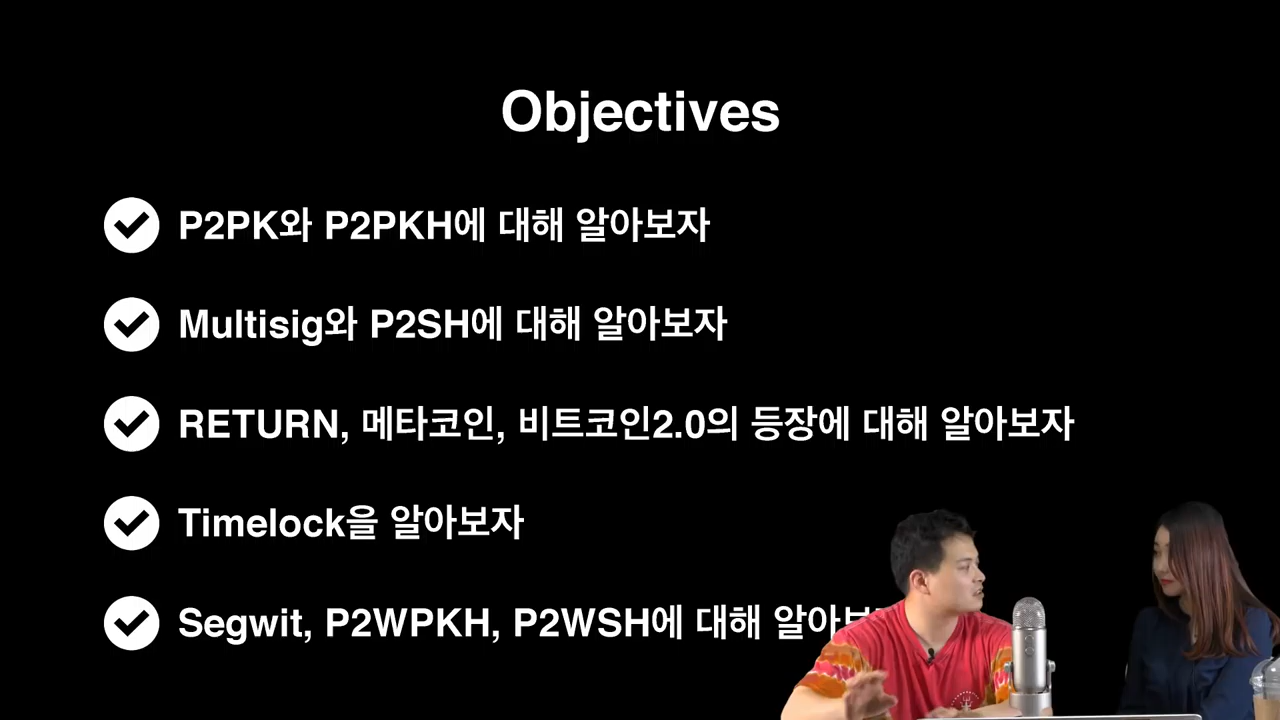 Objectives
P2PK와 P2PKH에 대해 알아보자
Multisig와 P2SH에 대해 알아보자
RETURN, 메타코인, 비트코인2.0의 등장에 대해 알아보자
Timelock을 알아보자
Segwit, P2WPKH, P2WSH에 대해